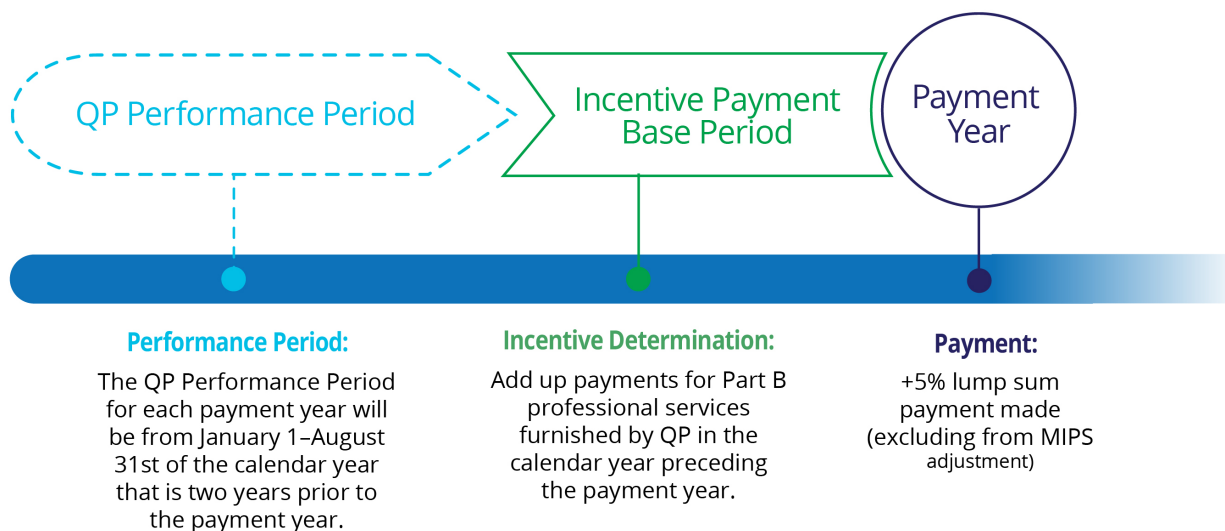 QP Performance Period
Incentive Payment
Base Period
Payment
Year
Performance Period:
The QP Performance Period
for each payment year will
be from January 1–August
31st of the calendar year
that is two years prior to
the payment year.
Incentive Determination:
Add up payments for Part B
professional services
furnished by QP in the
calendar year preceding
the payment year.
Payment:
+5% lump sum
payment made
(excluding from MIPS
adjustment)